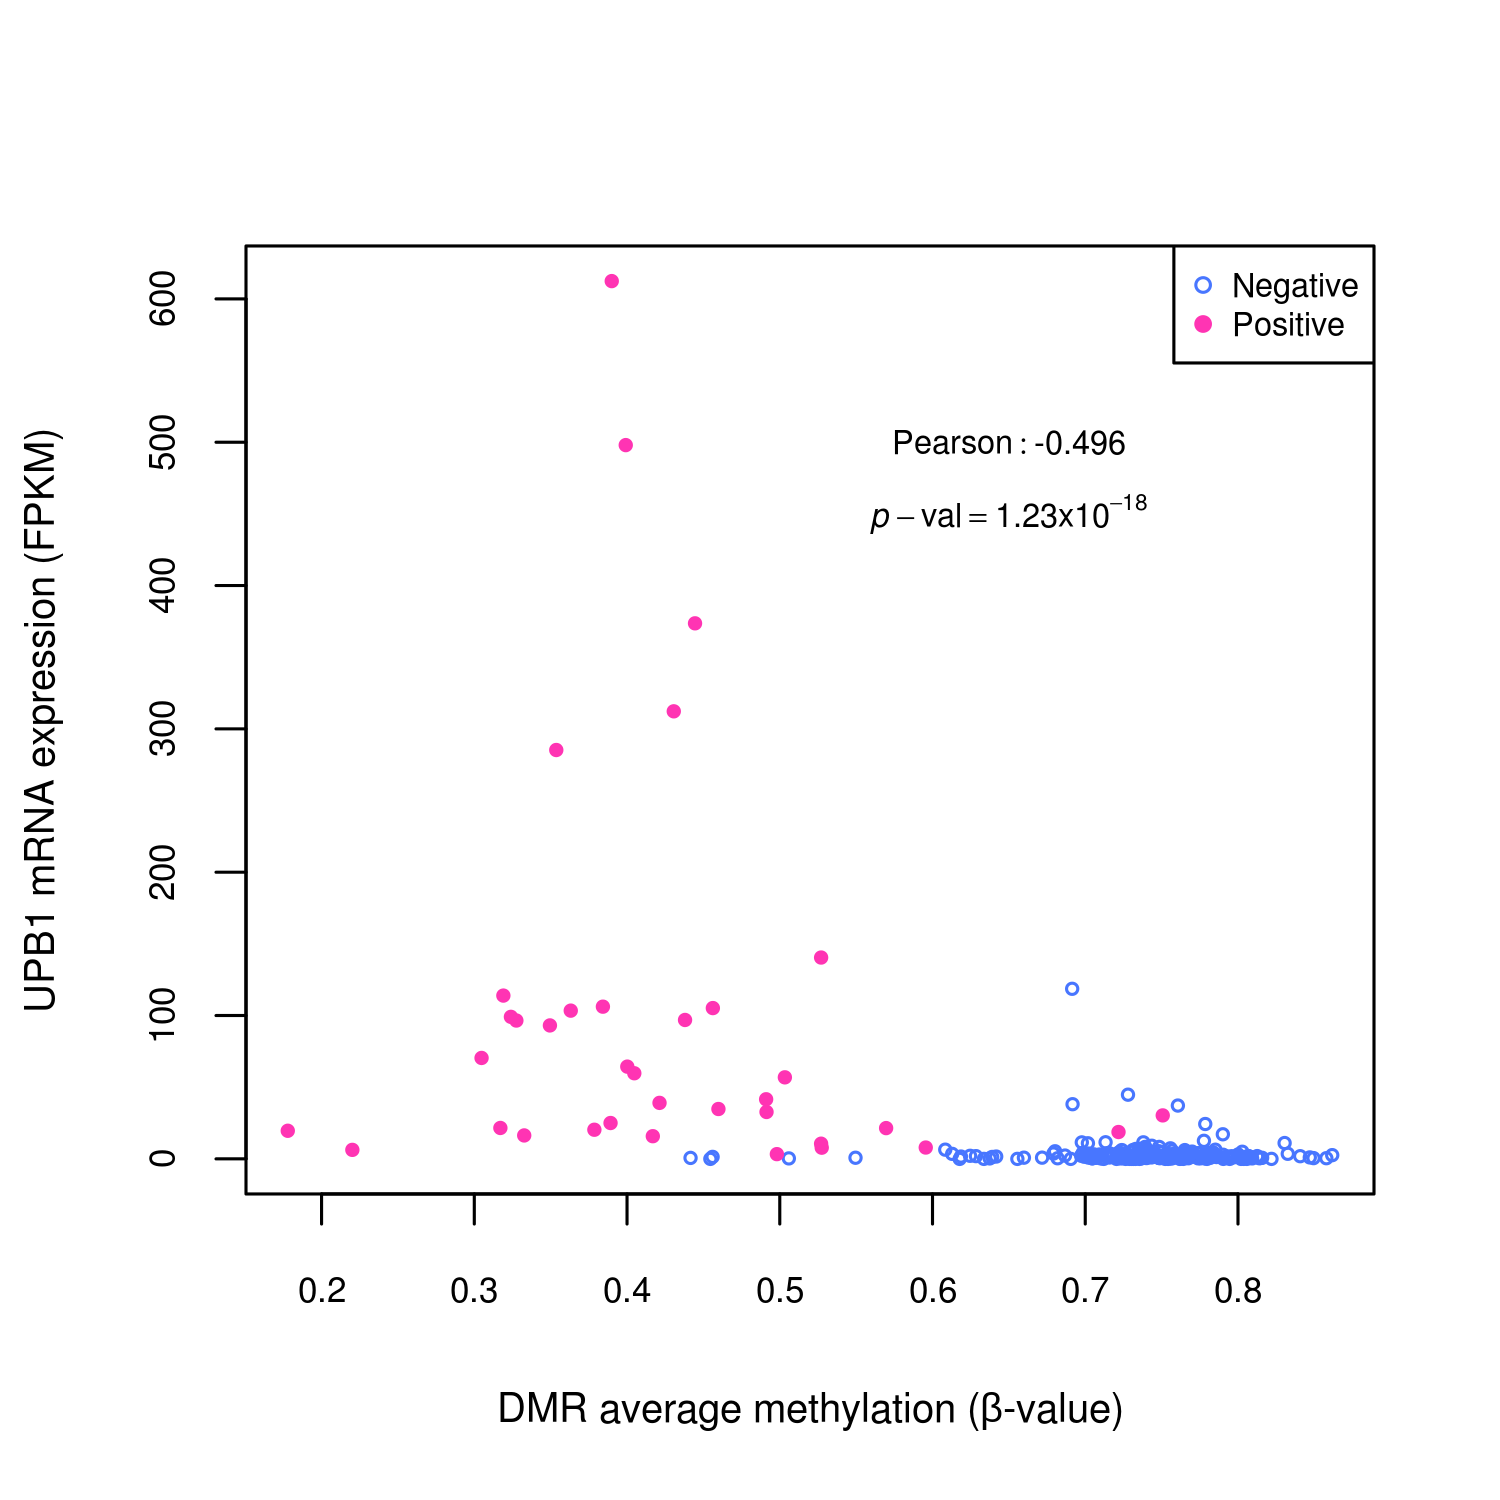 Negative
Positive
Pearson : -0.496
p – val = 1.23x10⁻¹⁸
UPB1 mRNA expression (FPKM)
600
500
400
300
200
100
0
0.2 0.3 0.4 0.5 0.6 0.7 0.8
DMR average methylation (β-value)